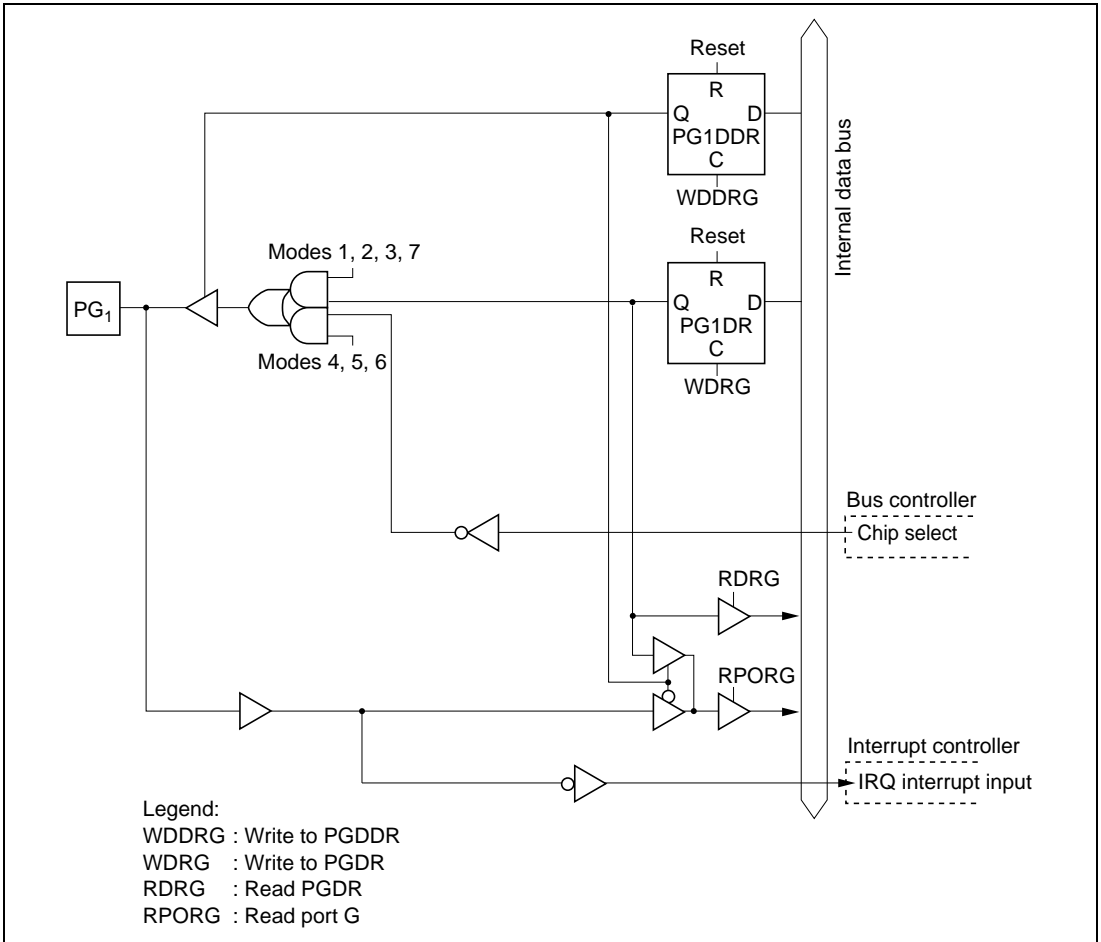 Reset
R
Q D
PG1DDR
C
WDDRG
Internal data bus
Reset
R
Q D
PG1DR
C
WDRG
Modes 1, 2, 3, 7
PG1
Modes 4, 5, 6
Bus controller
Chip select
RDRG
RPORG
Interrupt controller
IRQ interrupt input
Legend:
WDDRG : Write to PGDDR
WDRG : Write to PGDR
RDRG : Read PGDR
RPORG : Read port G